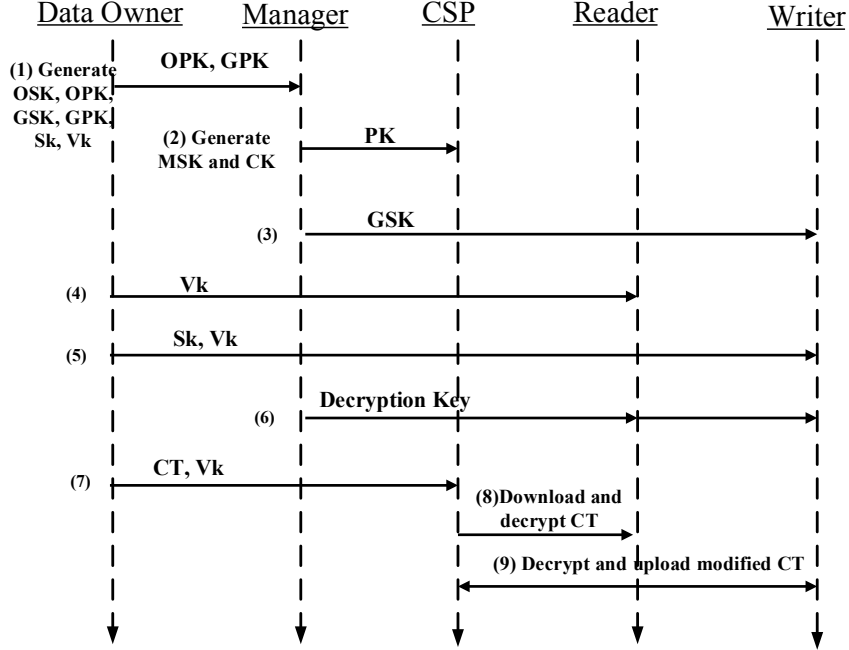 Data Owner
Manager
CSP
Reader
Writer
(1) Generate
OSK, OPK,
GSK, GPK,
Sk, Vk
OPK, GPK
(2) Generate
MSK and CK
PK
(3)
GSK
(4)
Vk
(5)
Sk, Vk
(6)
Decryption Key
(7)
CT, Vk
(8)Download and
decrypt CT
(9) Decrypt and upload modified CT